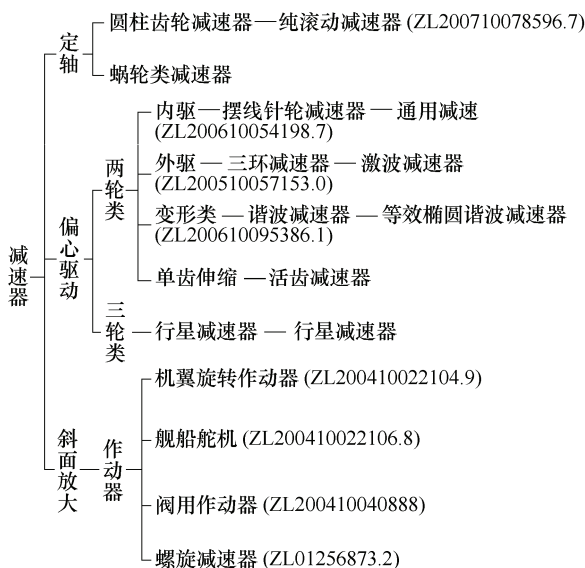 圆柱齿轮减速器—纯滚动减速器 (ZL200710078596.7)
定轴
蜗轮类减速器
内驱—摆线针轮减速器—通用减速
(ZL200610054198.7)
两轮类
外驱—三环减速器—激波减速器
(ZL200510057153.0)
变形类—谐波减速器—等效椭圆谐波减速器
(ZL200610095386.1)
偏心驱动
减速器
单齿伸缩—活齿减速器
三轮类
行星减速器—行星减速器
机翼旋转作动器 (ZL200410022104.9)
斜面放大
作动器
舰船舵机 (ZL200410022106.8)
阀用作动器 (ZL200410040888)
螺旋减速器 (ZL01256873.2)